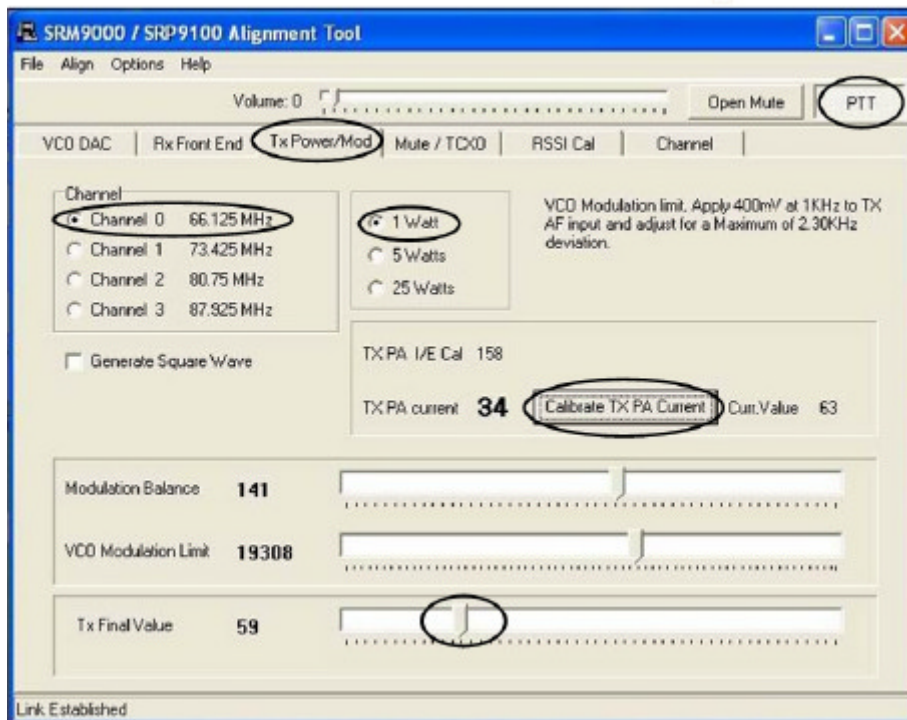 SRM9000 / SRP9100 Alignment Tool
File Align Options Help
Volume: 0 Open Mute PTT
VCO DAC Rx Front End Tx Power/Mod Mute / TCXO RSSI Cal Channel
Channel
Channel 0 66.125 MHz
Channel 1 73.425 MHz
Channel 2 80.75 MHz
Channel 3 87.925 MHz
1 Watt
5 Watts
25 Watts
VCO Modulation limit. Apply 400mV at 1KHz to TX
AF input and adjust for a Maximum of 2.30KHz
deviation.
Generate Square Wave
TX PA I/E Cal 158
TX PA current 34 Calibrate TX PA Current Curr.Value 63
Modulation Balance 141
VCO Modulation Limit 19308
Tx Final Value 59
Link Established